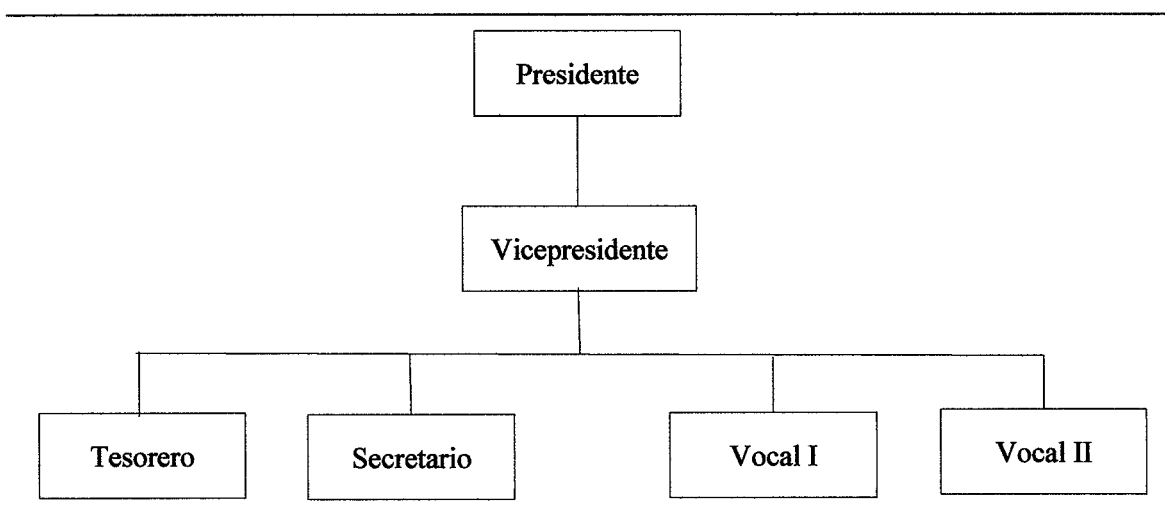 Presidente
Vicepresidente
Tesorero
Secretario
Vocal I
Vocal II